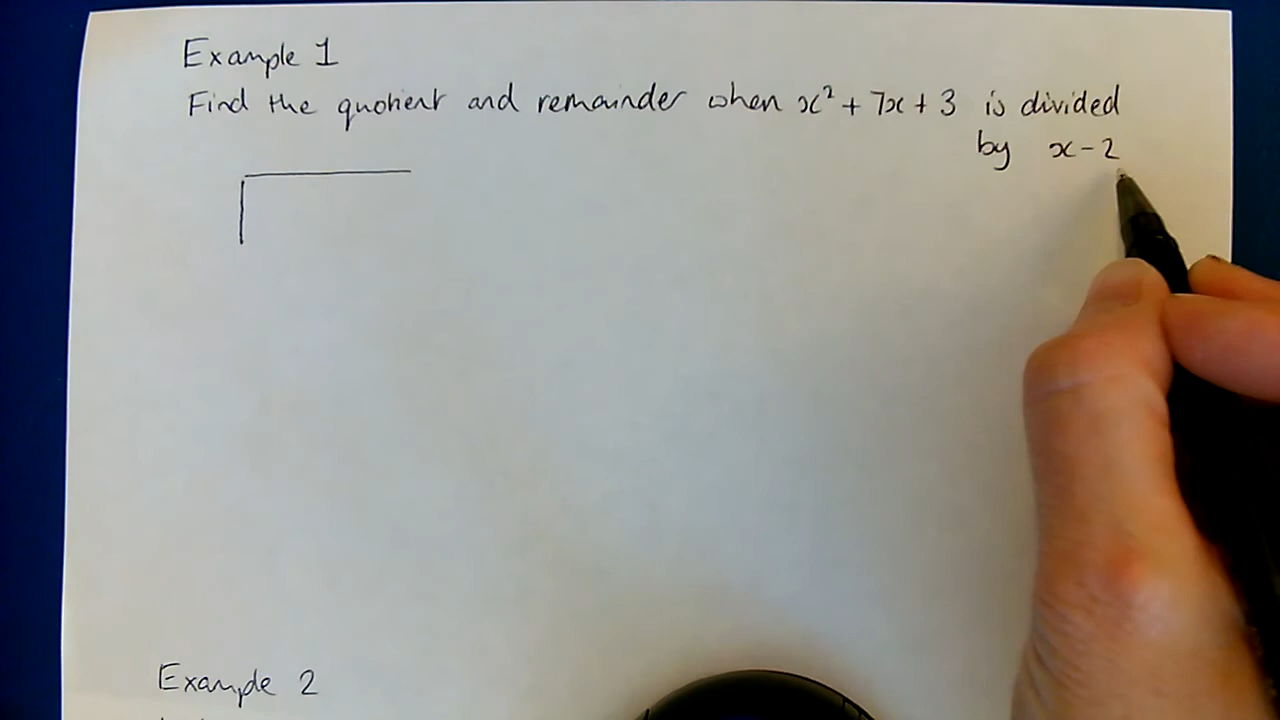 Example 1
Find the quotient and remainder when x² + 7x + 3 is divided
by x - 2
Example 2